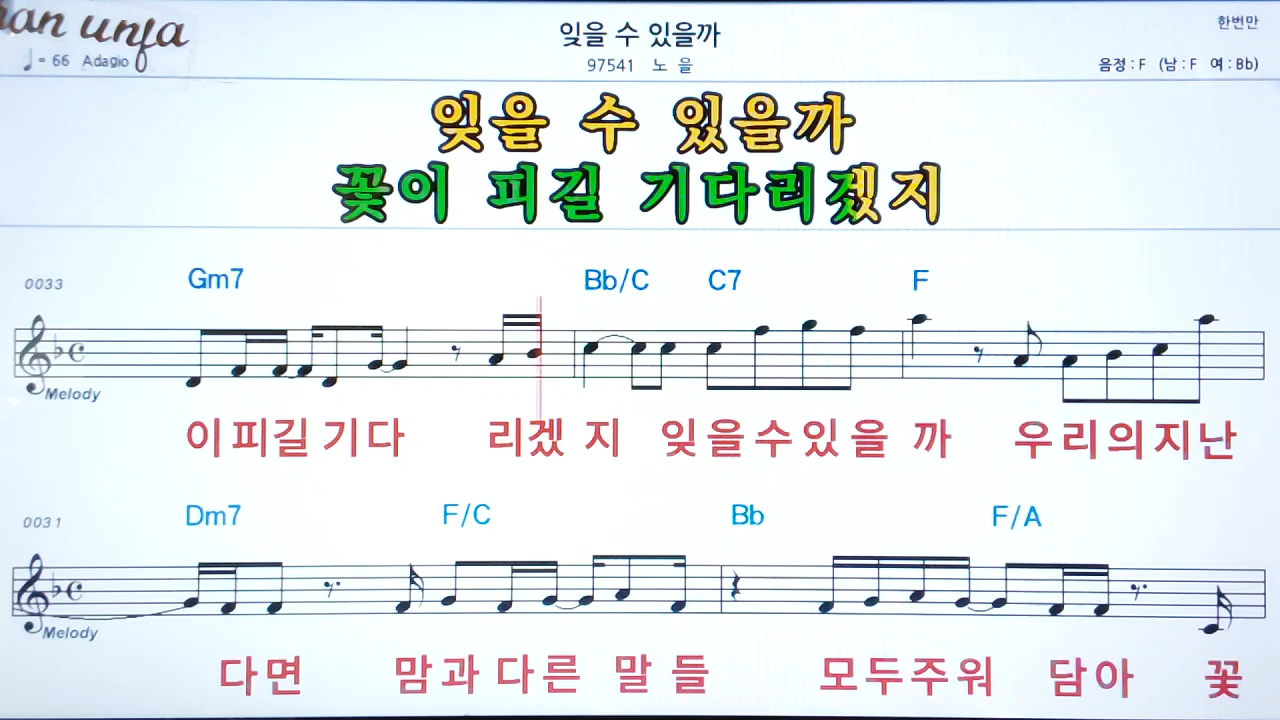 an unja
♩= 66 Adagio
잊을 수 있을까
97541 노 을
한번만
음정 : F (남 : F 여 : Bb)
잊을 수 있을까
꽃이 피길 기다리겠지
0033 Gm7 Bb/C C7 F
Melody
이피길기다 리겠 지 잊을수있을 까 우리의지난
0031 Dm7 F/C Bb F/A
Melody
다면 맘과다른 말 들 모두주워 담아 꽃